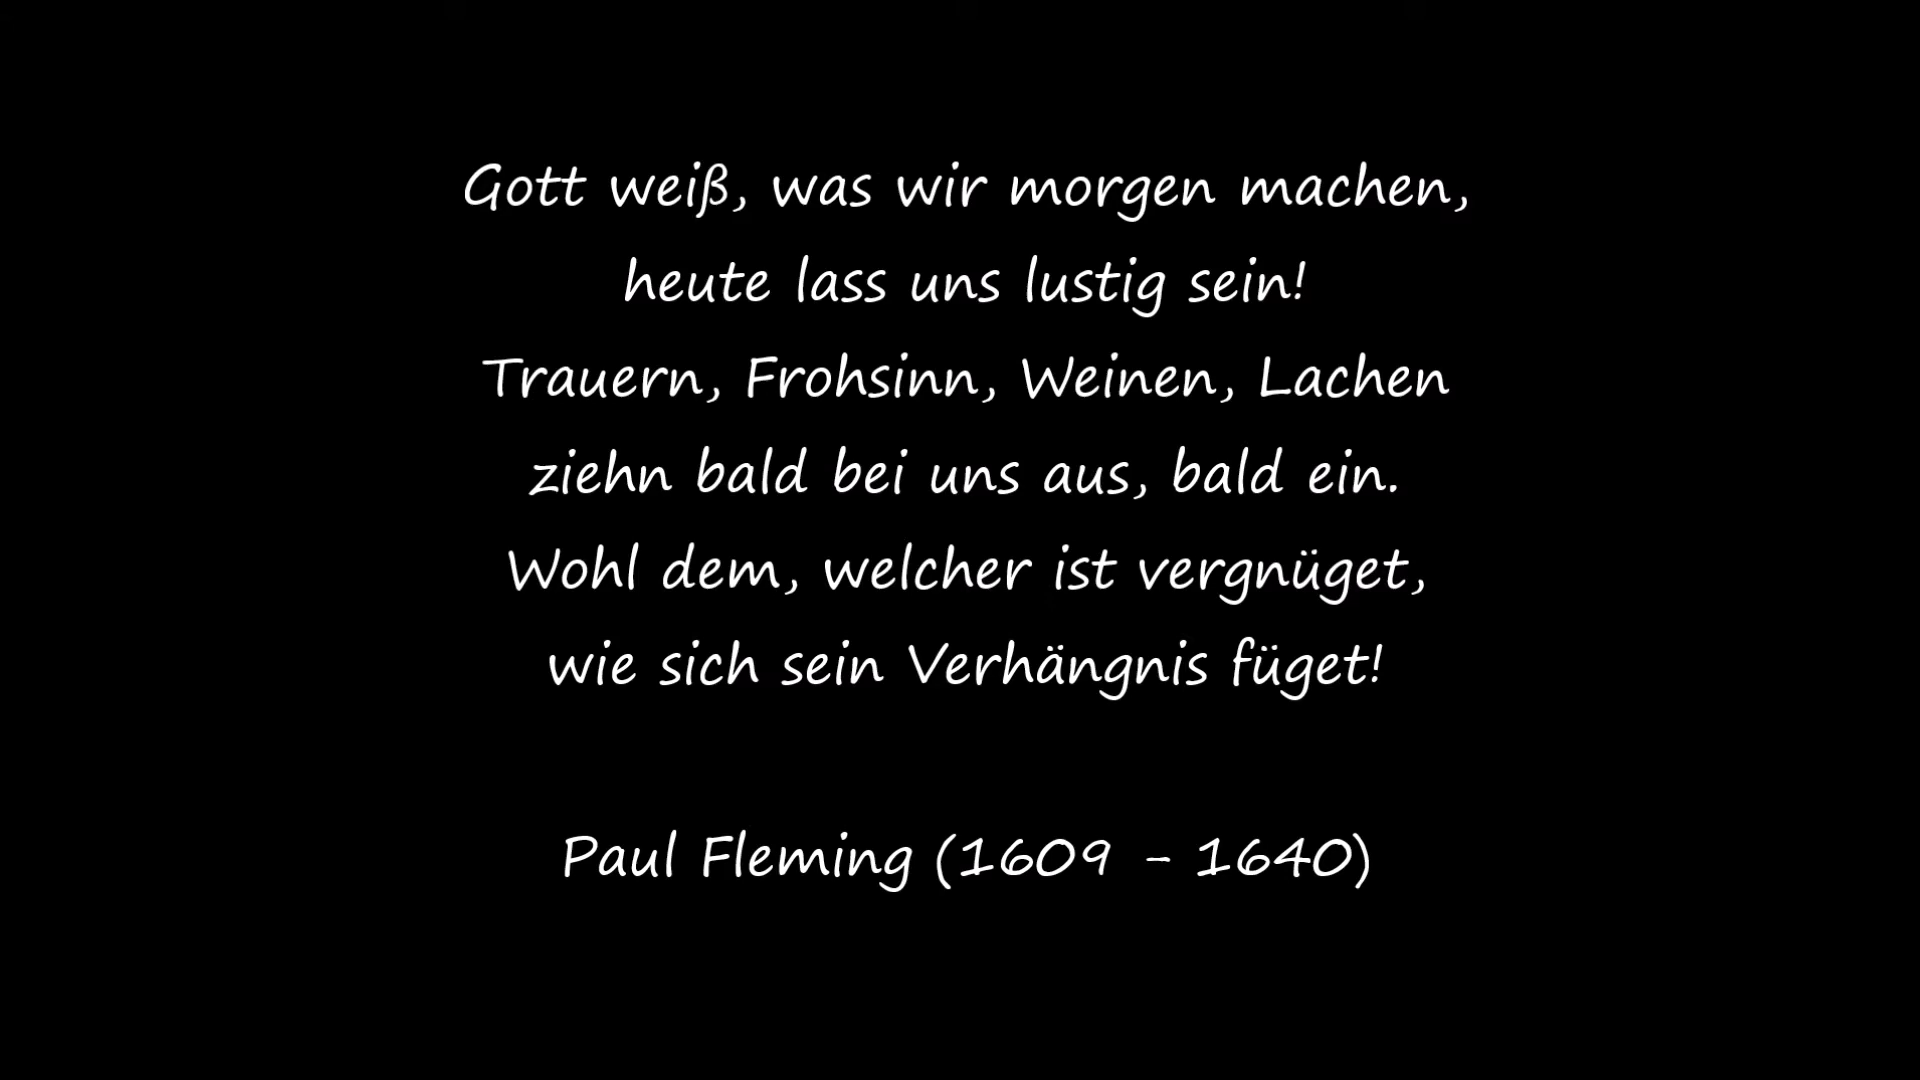 Gott weiß, was wir morgen machen,
heute lass uns lustig sein!
Trauern, Frohsinn, Weinen, Lachen
ziehn bald bei uns aus, bald ein.
Wohl dem, welcher ist vergnüget,
wie sich sein Verhängnis füget!
Paul Fleming (1609 - 1640)